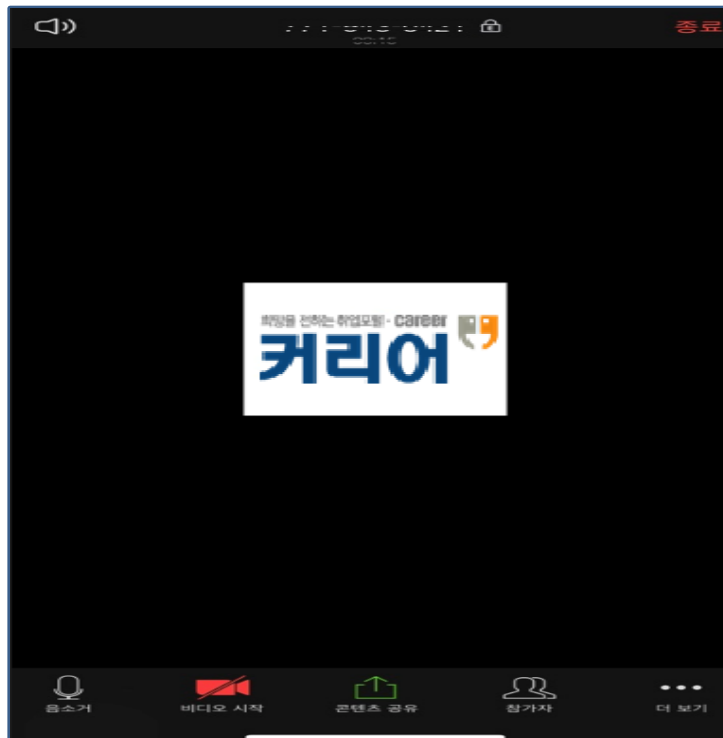 종료
희망을 전하는 취업포털 · career
커리어
음소거
비디오 시작
콘텐츠 공유
참가자
더 보기